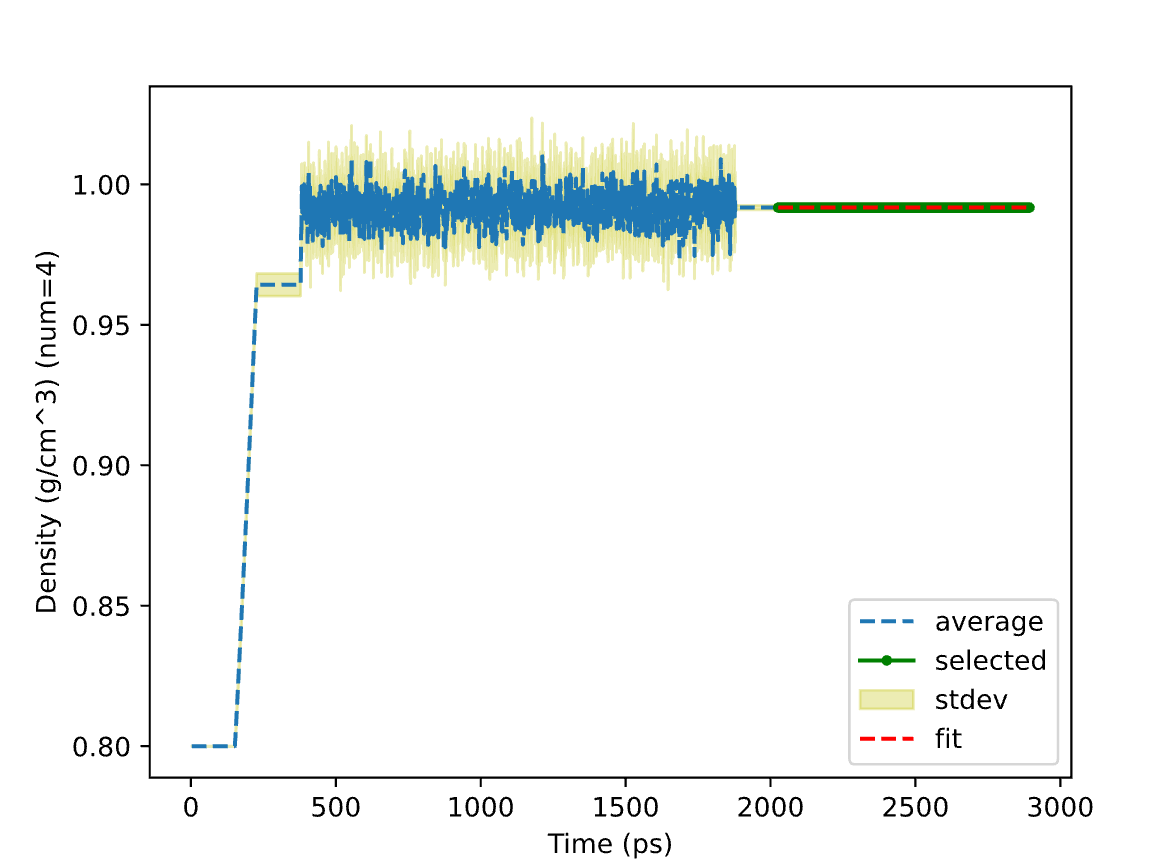 Density (g/cm^3) (num=4)
1.00
0.95
0.90
0.85
0.80
average
selected
stdev
fit
0 500 1000 1500 2000 2500 3000
Time (ps)